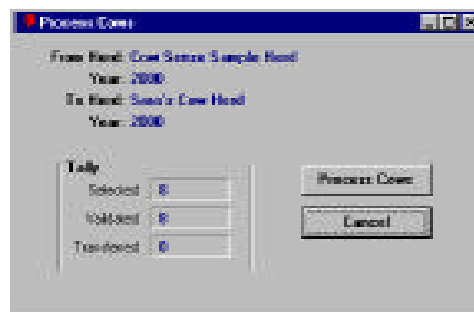 Process Cows
From Herd: Cow Sense Sample Herd
Year: 2000
To Herd: Cow Herd
Year: 2000
Tally
Selected 8
Validated 8
Transferred 0
Process Cows
Cancel